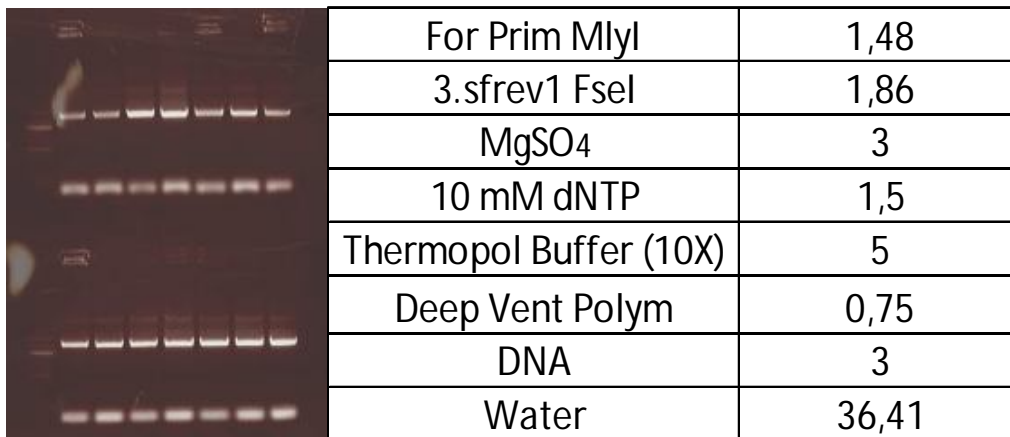 For Prim MlyI 1,48
3.sfrev1 FseI 1,86
MgSO4 3
10 mM dNTP 1,5
Thermopol Buffer (10X) 5
Deep Vent Polym 0,75
DNA 3
Water 36,41